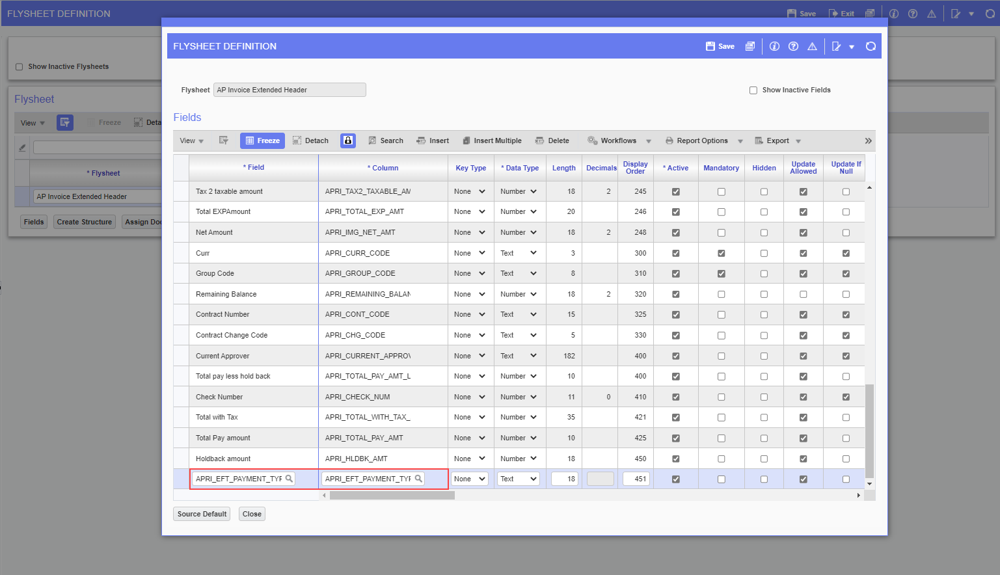 FLYSHEET DEFINITION Save Exit
FLYSHEET DEFINITION Save
Show Inactive Flysheets
Flysheet AP Invoice Extended Header Show Inactive Fields
Flysheet
Fields
View Freeze
View Freeze Detach Search Insert Insert Multiple Delete Workflows Report Options Export
* Field * Column Key Type * Data Type Length Decimals Display Order * Active Mandatory Hidden Update Allowed Update If Null
* Flysheet
AP Invoice Extended Header
Fields Create Structure
Tax 2 taxable amount APRI_TAX2_TAXABLE_AM None Number 18 2 245
Total EXPAmount APRI_TOTAL_EXP_AMT None Number 20 246
Net Amount APRI_IMG_NET_AMT None Number 18 2 248
Curr APRI_CURR_CODE None Text 3 300
Group Code APRI_GROUP_CODE None Text 8 310
Remaining Balance APRI_REMAINING_BALAN None Number 18 2 320
Contract Number APRI_CONT_CODE None Text 15 325
Contract Change Code APRI_CHG_CODE None Text 5 330
Current Approver APRI_CURRENT_APPROV None Text 182 400
Total pay less hold back APRI_TOTAL_PAY_AMT_L None Number 10 400
Check Number APRI_CHECK_NUM None Number 11 0 410
Total with Tax APRI_TOTAL_WITH_TAX_ None Number 35 421
Total Pay amount APRI_TOTAL_PAY_AMT None Number 10 425
Holdback amount APRI_HLDBK_AMT None Number 18 450
APRI_EFT_PAYMENT_TYP APRI_EFT_PAYMENT_TYP None Text 18 451
Source Default Close